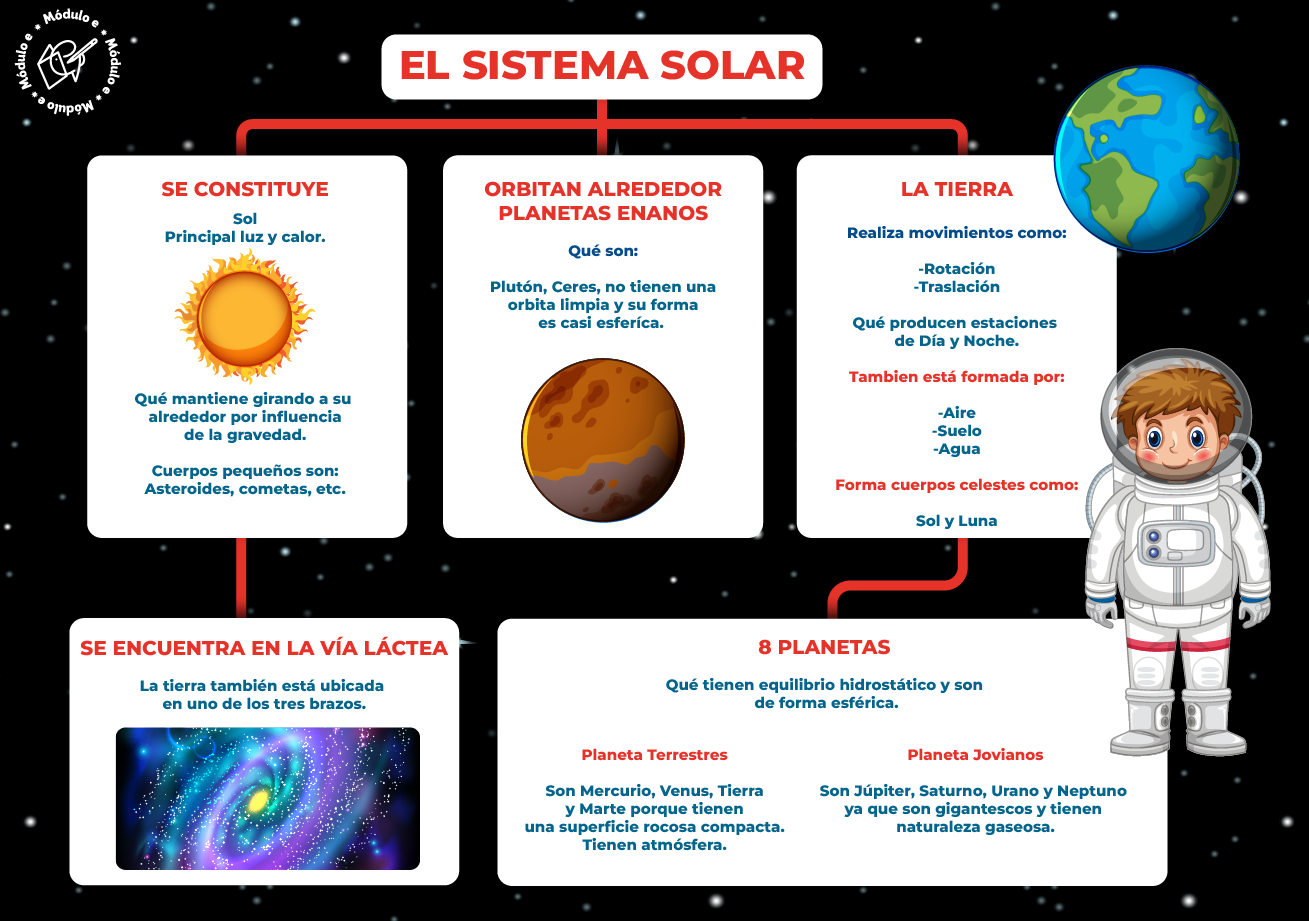 * Módulo e * Módulo e * Módulo e * Módulo e
EL SISTEMA SOLAR
SE CONSTITUYE
Sol
Principal luz y calor.
Qué mantiene girando a su
alrededor por influencia
de la gravedad.
Cuerpos pequeños son:
Asteroides, cometas, etc.
ORBITAN ALREDEDOR
PLANETAS ENANOS
Qué son:
Plutón, Ceres, no tienen una
orbita limpia y su forma
es casi esferíca.
LA TIERRA
Realiza movimientos como:
-Rotación
-Traslación
Qué producen estaciones
de Día y Noche.
Tambien está formada por:
-Aire
-Suelo
-Agua
Forma cuerpos celestes como:
Sol y Luna
SE ENCUENTRA EN LA VÍA LÁCTEA
La tierra también está ubicada
en uno de los tres brazos.
8 PLANETAS
Qué tienen equilibrio hidrostático y son
de forma esférica.
Planeta Terrestres
Son Mercurio, Venus, Tierra
y Marte porque tienen
una superficie rocosa compacta.
Tienen atmósfera.
Planeta Jovianos
Son Júpiter, Saturno, Urano y Neptuno
ya que son gigantescos y tienen
naturaleza gaseosa.